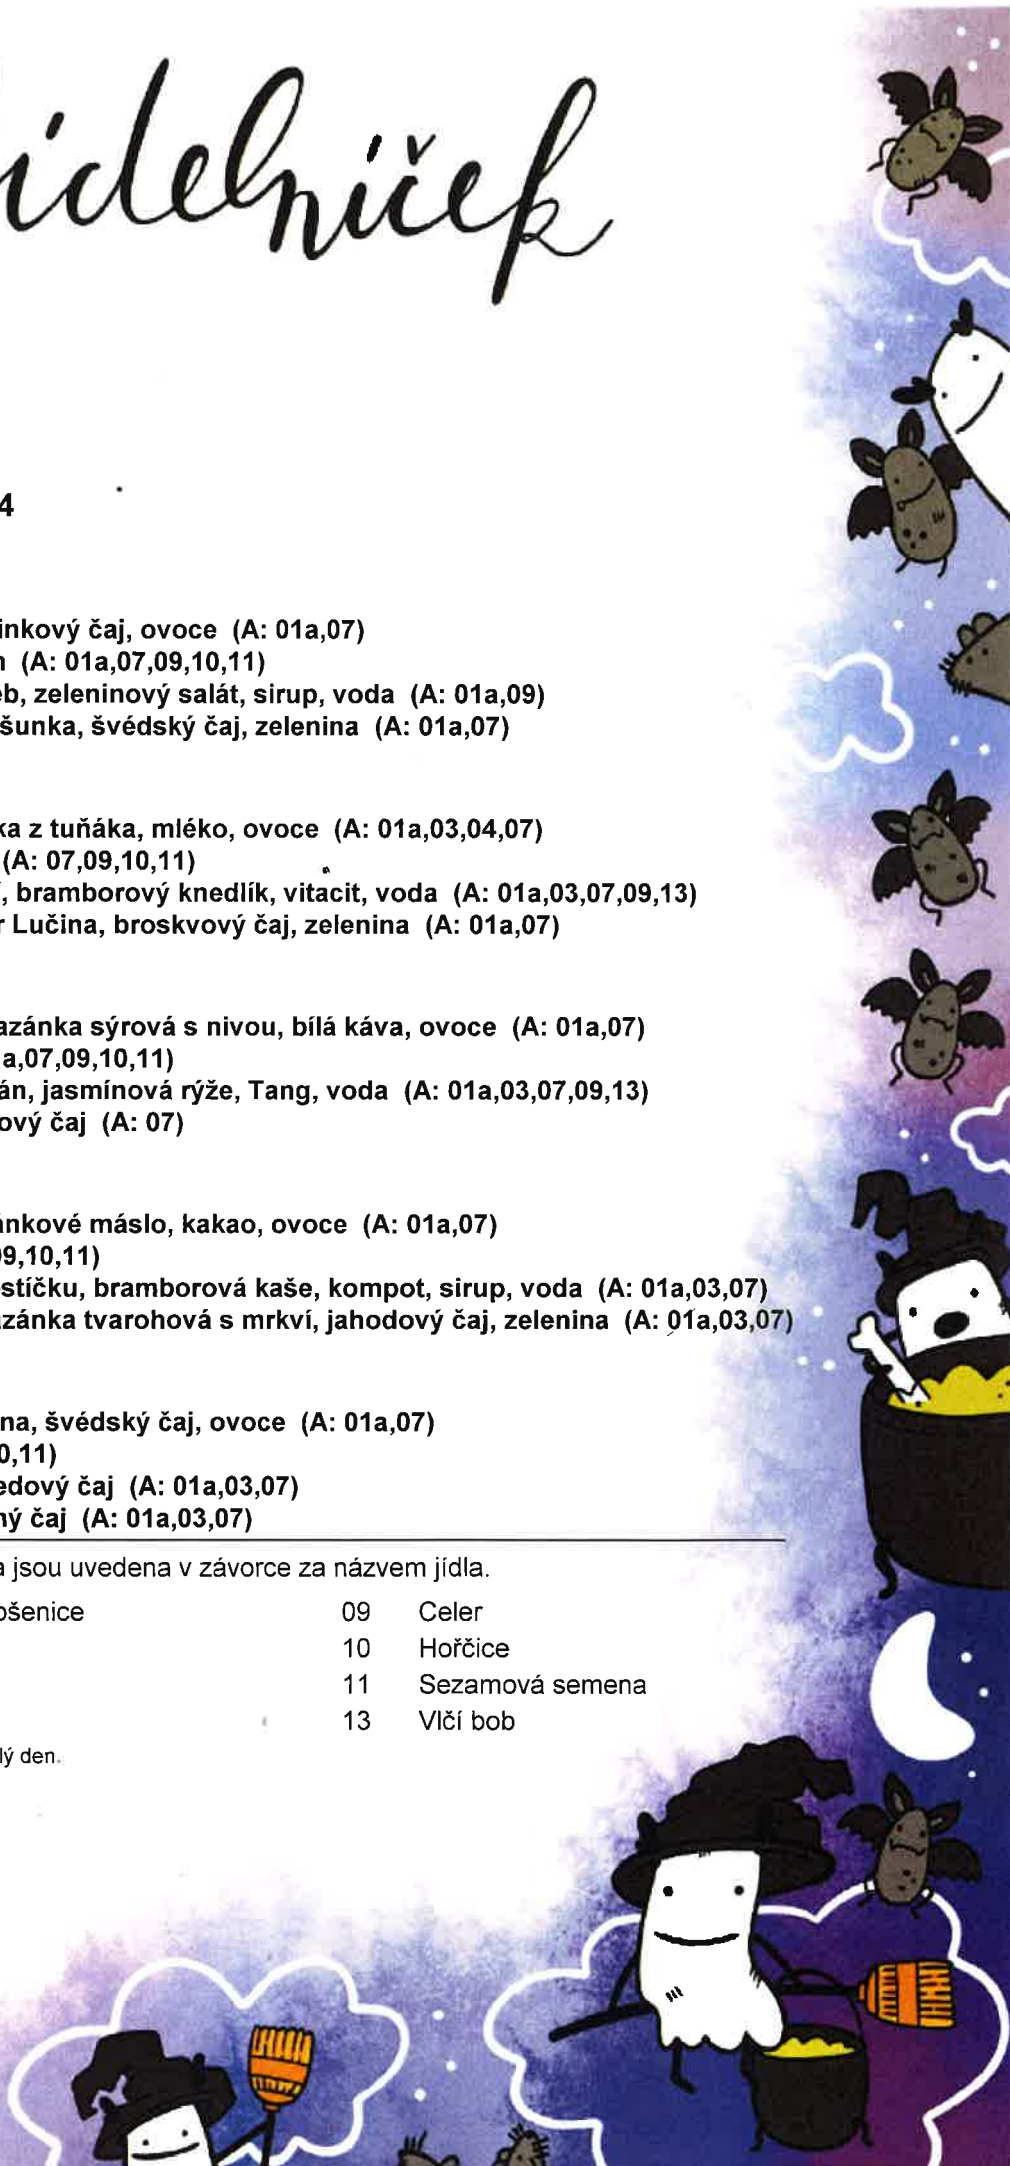 ídelníček
4
inkový čaj, ovoce (A: 01a,07)
n (A: 01a,07,09,10,11)
eb, zeleninový salát, sirup, voda (A: 01a,09)
šunka, švédský čaj, zelenina (A: 01a,07)
ka z tuňáka, mléko, ovoce (A: 01a,03,04,07)
(A: 07,09,10,11)
í, bramborový knedlík, vitacit, voda (A: 01a,03,07,09,13)
r Lučina, broskvový čaj, zelenina (A: 01a,07)
azánka sýrová s nivou, bílá káva, ovoce (A: 01a,07)
a,07,09,10,11)
án, jasmínová rýže, Tang, voda (A: 01a,03,07,09,13)
ový čaj (A: 07)
ánkové máslo, kakao, ovoce (A: 01a,07)
09,10,11)
ěstíčku, bramborová kaše, kompot, sirup, voda (A: 01a,03,07)
azánka tvarohová s mrkví, jahodový čaj, zelenina (A: 01a,03,07)
na, švédský čaj, ovoce (A: 01a,07)
0,11)
edový čaj (A: 01a,03,07)
ný čaj (A: 01a,03,07)
a jsou uvedena v závorce za názvem jídla.
pšenice 09 Celer
10 Hořčice
11 Sezamová semena
13 Vlčí bob
lý den.